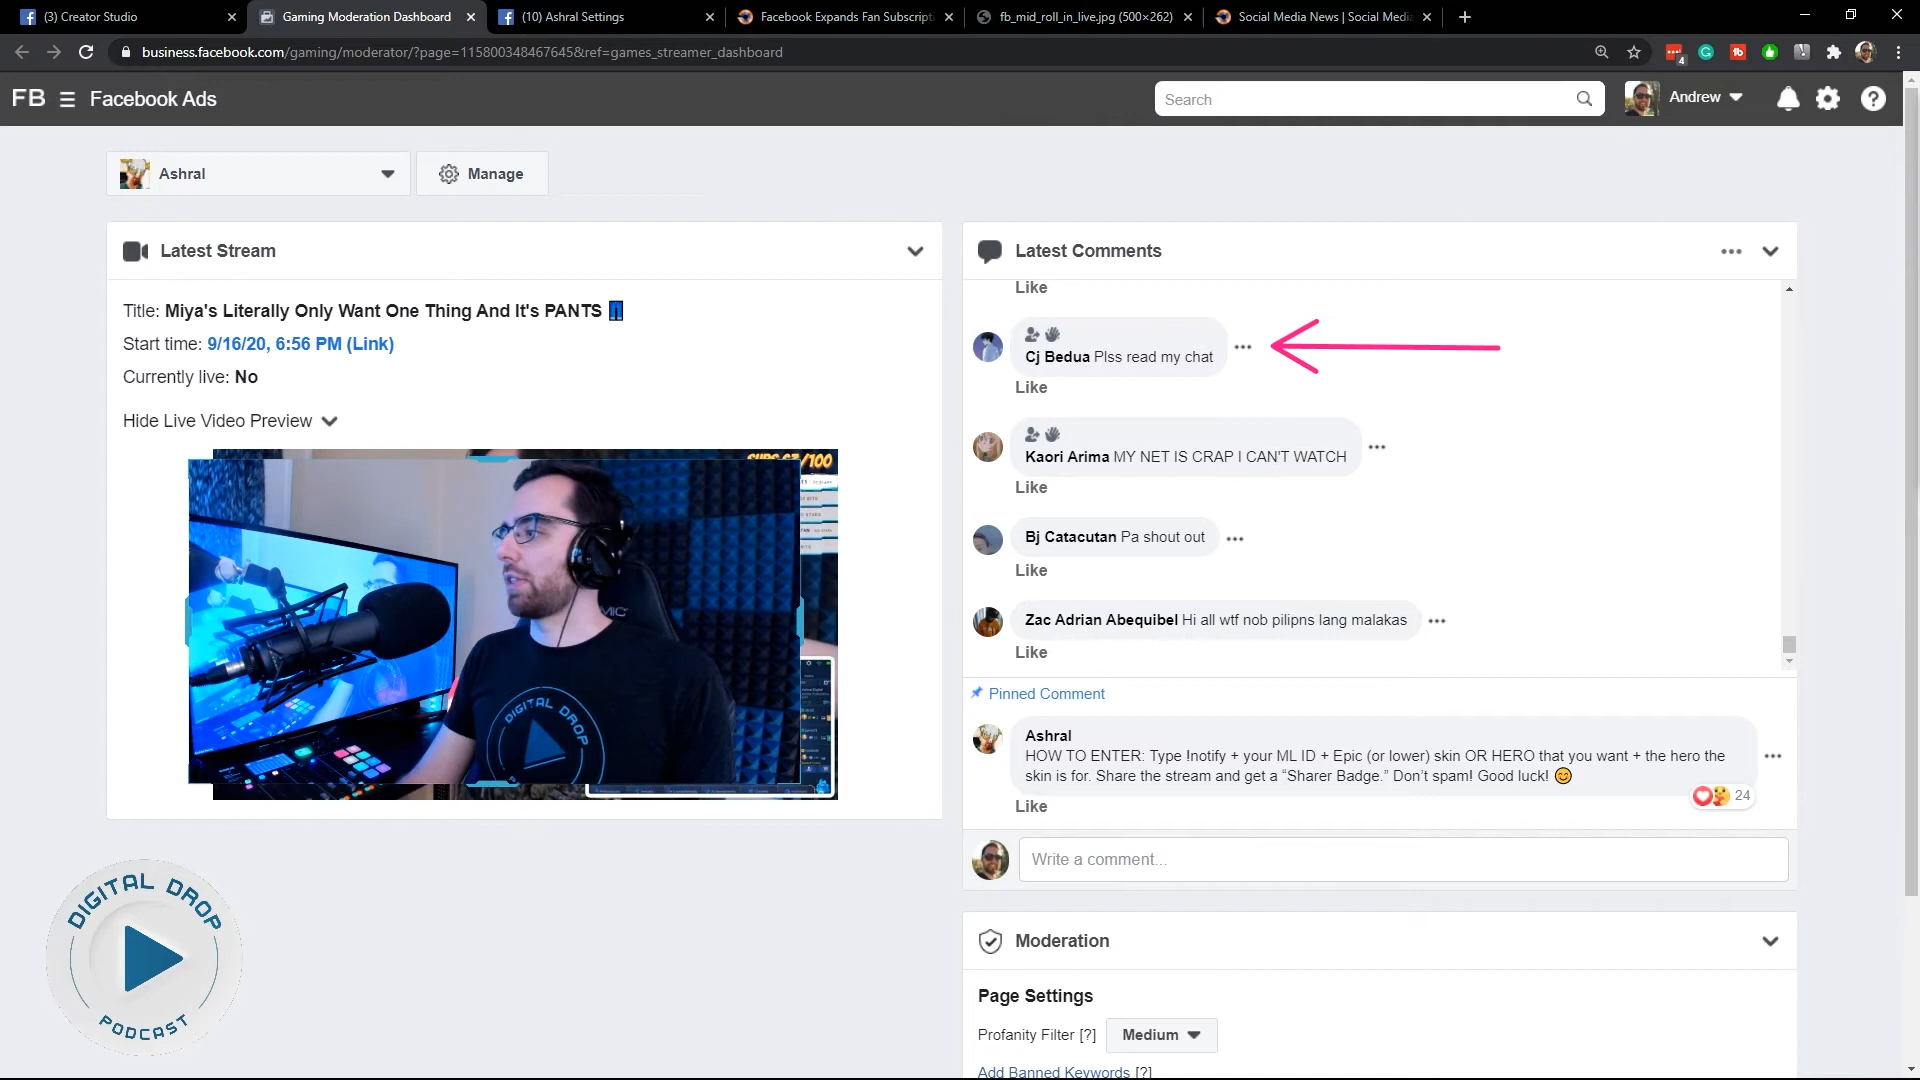 (3) Creator Studio
Gaming Moderation Dashboard
(10) Ashral Settings
Facebook Expands Fan Subscripti
fb_mid_roll_in_live.jpg (500×262)
Social Media News | Social Media
business.facebook.com/gaming/moderator/?page=115800348467645&ref=games_streamer_dashboard
4
FB
Facebook Ads
Search
Andrew
Ashral
Manage
Latest Stream
Title: Miya's Literally Only Want One Thing And It's PANTS 👖
Start time: 9/16/20, 6:56 PM (Link)
Currently live: No
Hide Live Video Preview
/100
DIGITAL DROP
DIGITAL DROP
PODCAST
Latest Comments
Like
Cj Bedua Plss read my chat
Like
Kaori Arima MY NET IS CRAP I CAN'T WATCH
Like
Bj Catacutan Pa shout out
Like
Zac Adrian Abequibel Hi all wtf nob pilipns lang malakas
Like
Pinned Comment
Ashral
HOW TO ENTER: Type !notify + your ML ID + Epic (or lower) skin OR HERO that you want + the hero the
skin is for. Share the stream and get a “Sharer Badge.” Don’t spam! Good luck! 😊
24
Like
Write a comment...
Moderation
Page Settings
Profanity Filter [?] Medium
Add Banned Keywords [?]